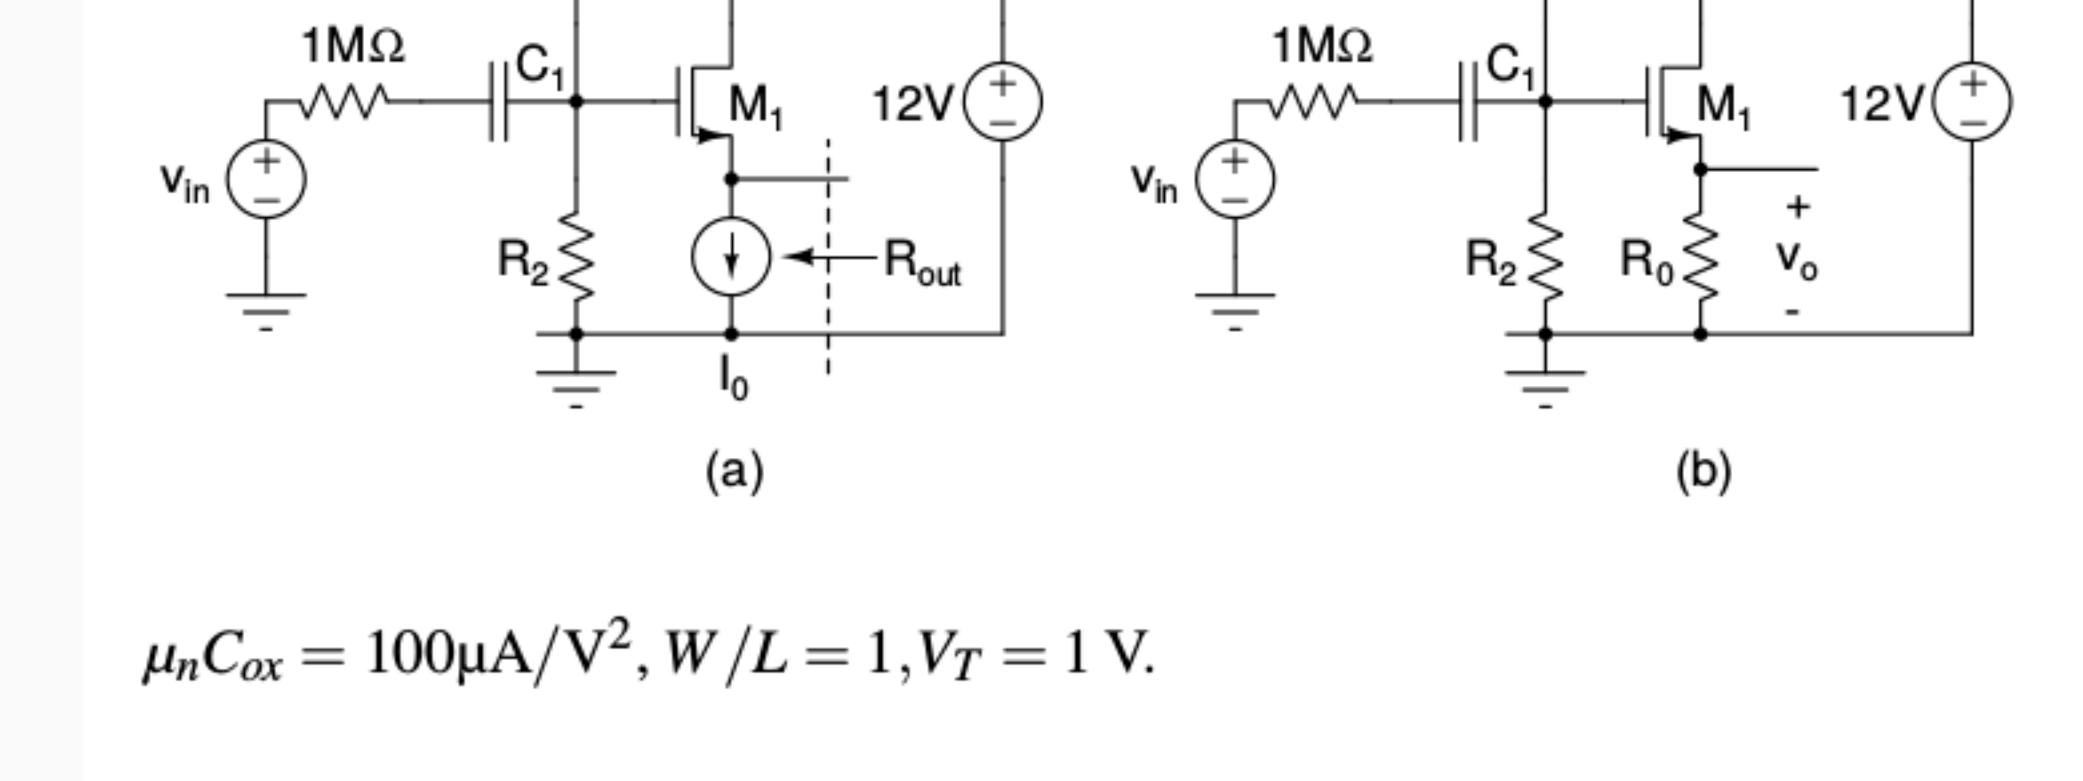 1MΩ
C1
M1
12V
+
−
vin
+
−
R2
Rout
I0
(a)
1MΩ
C1
M1
12V
+
−
vin
+
−
R2
R0
+
vo
-
(b)
μnCox = 100μA/V², W/L = 1, VT = 1 V.